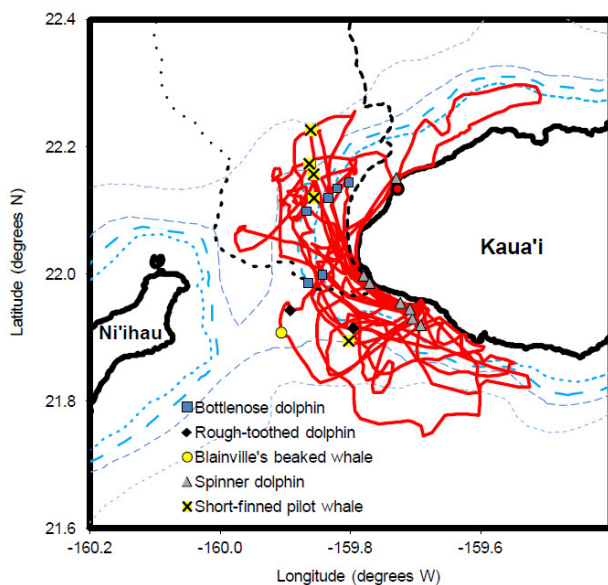 22.4
22.2
22.0
21.8
21.6
Latitude (degrees N)
Kaua'i
Ni'ihau
Bottlenose dolphin
Rough-toothed dolphin
Blainville's beaked whale
Spinner dolphin
Short-finned pilot whale
-160.2 -160.0 -159.8 -159.6
Longitude (degrees W)